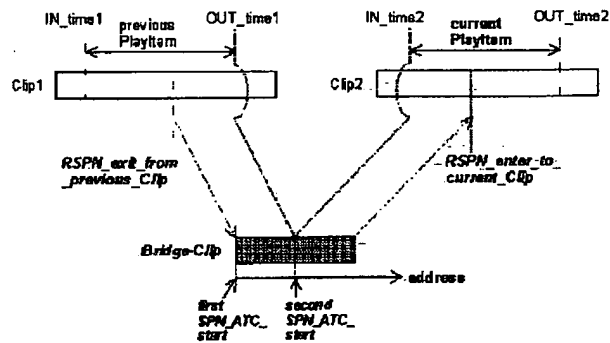 IN_time1
previous
PlayItem
OUT_time1
IN_time2
current
PlayItem
OUT_time2
Clip1
Clip2
RSPN_exit_from
_previous_Clip
RSPN_enter_to_
current_Clip
Bridge-Clip
address
first
SPN_ATC_
start
second
SPN_ATC_
start